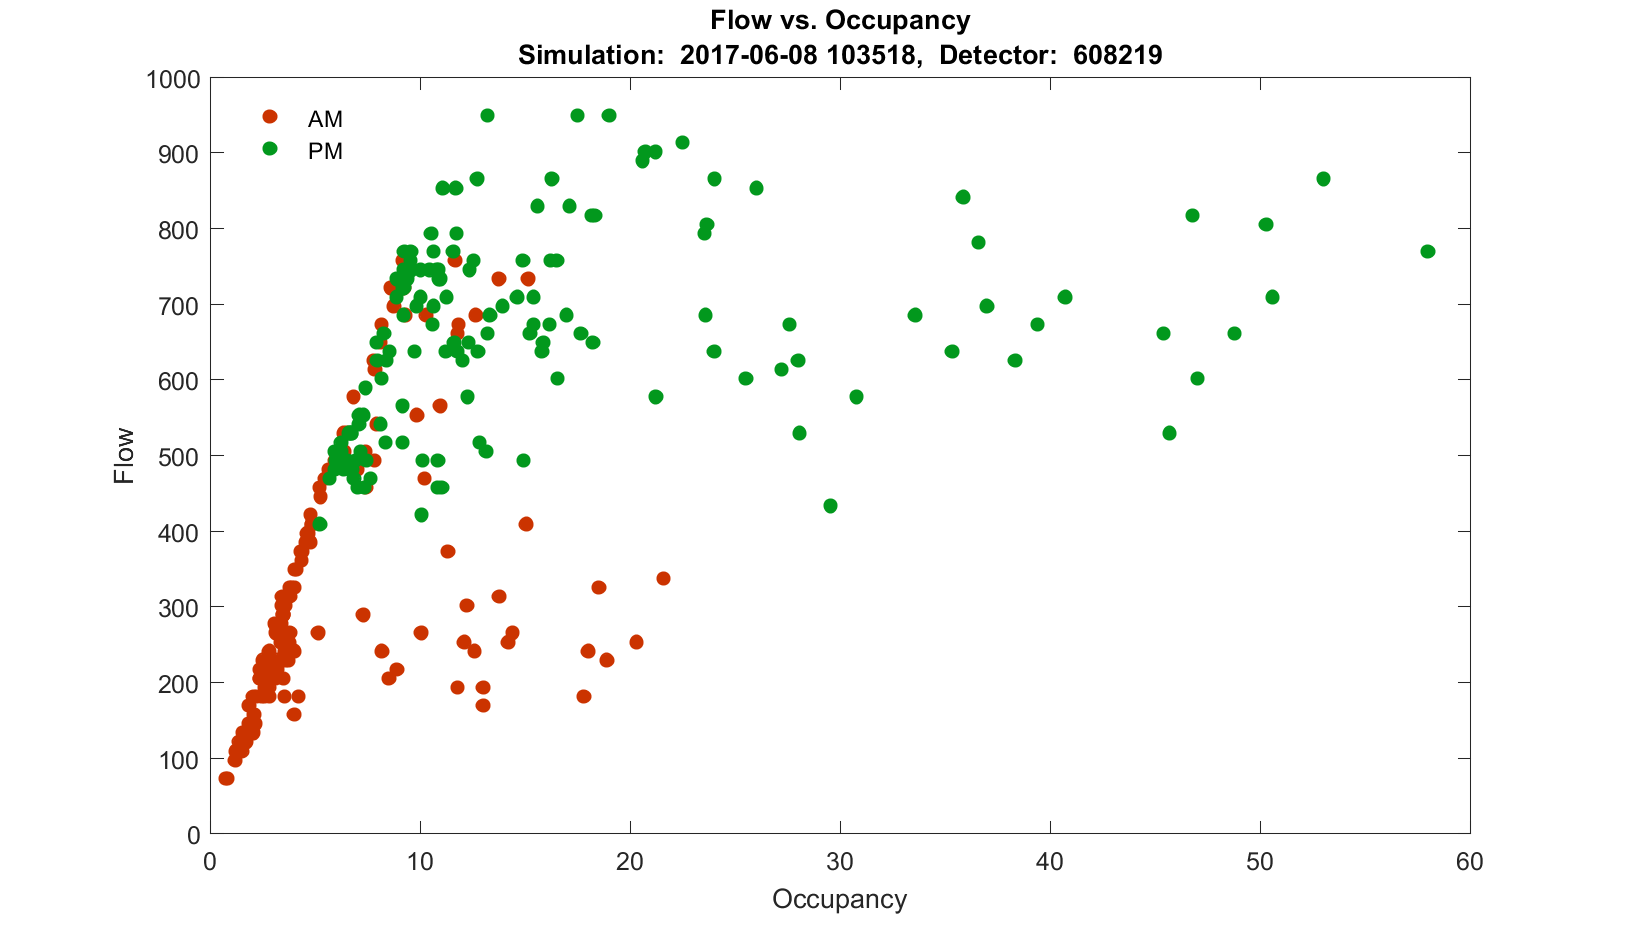 Flow vs. Occupancy
Simulation:  2017-06-08 103518,  Detector:  608219
1000
900
800
700
600
500
400
300
200
100
0
Flow
AM
PM
0 10 20 30 40 50 60
Occupancy